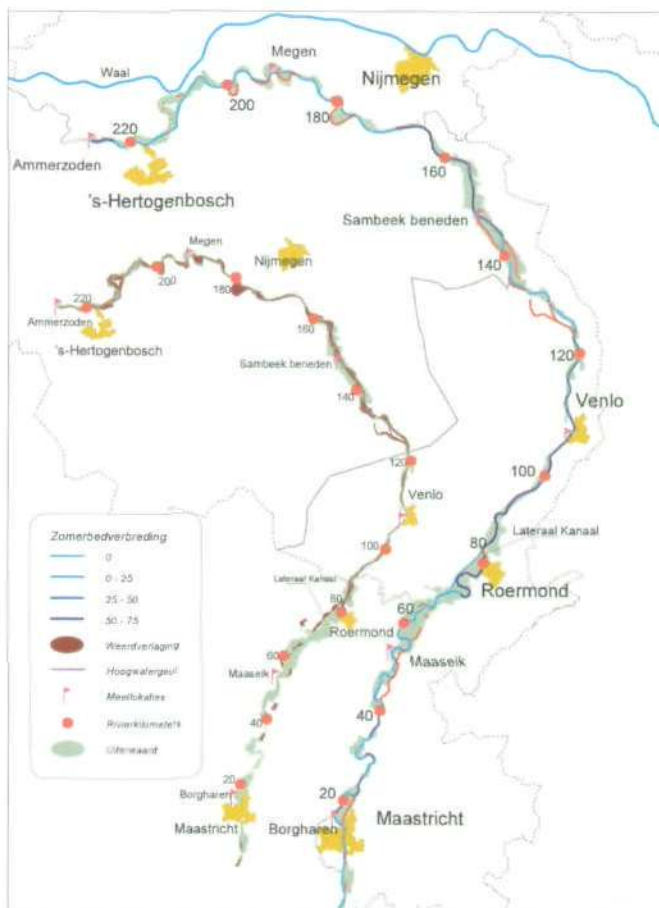 Megen
Nijmegen
Waal
200
180
220
Ammerzoden
160
's-Hertogenbosch
Sambeek beneden
Megen
Nijmegen
140
200
180
220
Ammerzoden
160
's-Hertogenbosch
Sambeek beneden
120
140
Venlo
120
100
Venlo
Lateraal Kanaal
100
80
Zomerbedverbreding
0
0 - 25
25 - 50
50 - 75
Weerdverlaging
Hoogwatergeul
Meetlokaties
Rivierkilometers
Uiterwaard
Lateraal Kanaal
80
Roermond
60
Roermond
60
Maaseik
Maaseik
40
40
20
20
Borgharen
Maastricht
Borgharen
Maastricht